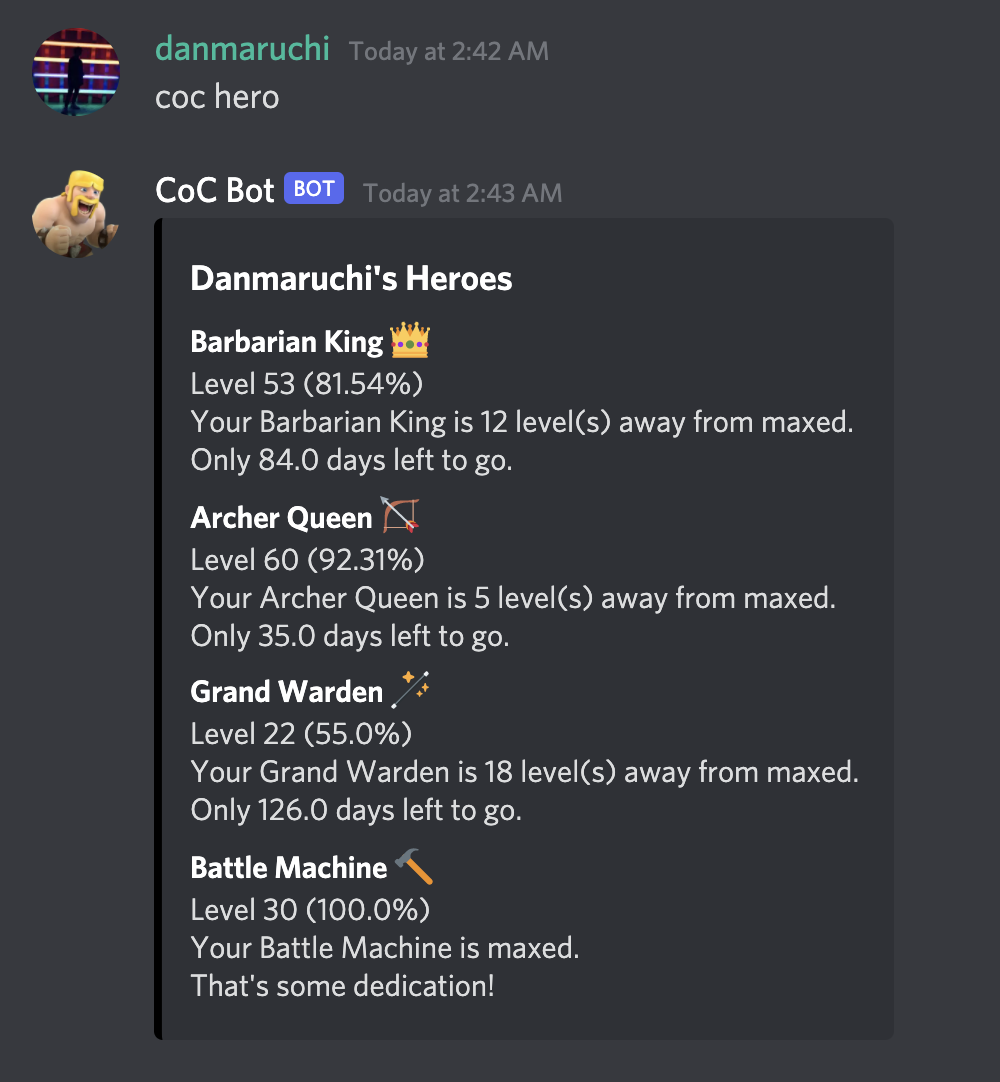 danmaruchi Today at 2:42 AM
coc hero
CoC Bot BOT Today at 2:43 AM
Danmaruchi's Heroes
Barbarian King
Level 53 (81.54%)
Your Barbarian King is 12 level(s) away from maxed.
Only 84.0 days left to go.
Archer Queen
Level 60 (92.31%)
Your Archer Queen is 5 level(s) away from maxed.
Only 35.0 days left to go.
Grand Warden
Level 22 (55.0%)
Your Grand Warden is 18 level(s) away from maxed.
Only 126.0 days left to go.
Battle Machine
Level 30 (100.0%)
Your Battle Machine is maxed.
That's some dedication!